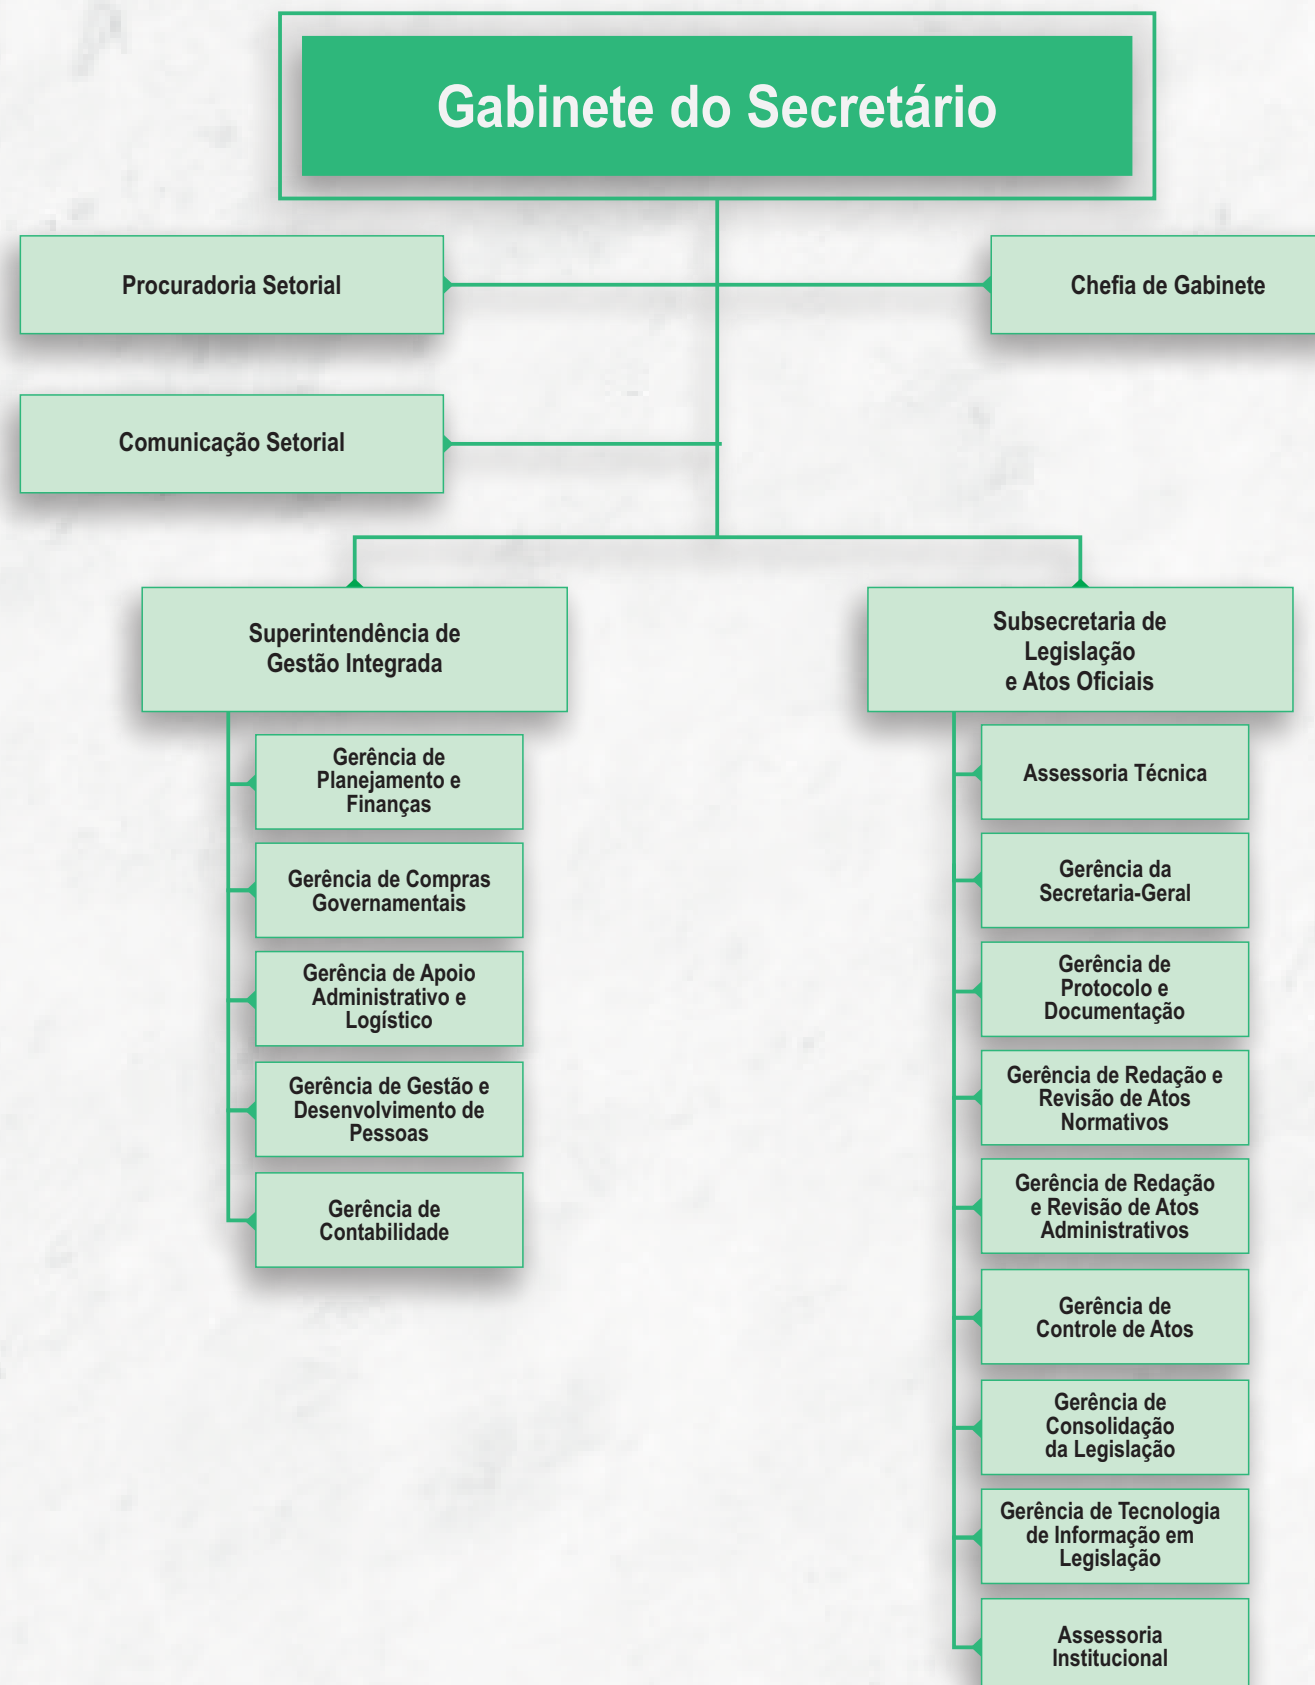 Gabinete do Secretário
Procuradoria Setorial
Chefia de Gabinete
Comunicação Setorial
Superintendência de
Gestão Integrada
Gerência de
Planejamento e
Finanças
Gerência de Compras
Governamentais
Gerência de Apoio
Administrativo e
Logístico
Gerência de Gestão e
Desenvolvimento de
Pessoas
Gerência de
Contabilidade
Subsecretaria de
Legislação
e Atos Oficiais
Assessoria Técnica
Gerência da
Secretaria-Geral
Gerência de
Protocolo e
Documentação
Gerência de Redação e
Revisão de Atos
Normativos
Gerência de Redação
e Revisão de Atos
Administrativos
Gerência de
Controle de Atos
Gerência de
Consolidação
da Legislação
Gerência de Tecnologia
de Informação em
Legislação
Assessoria
Institucional